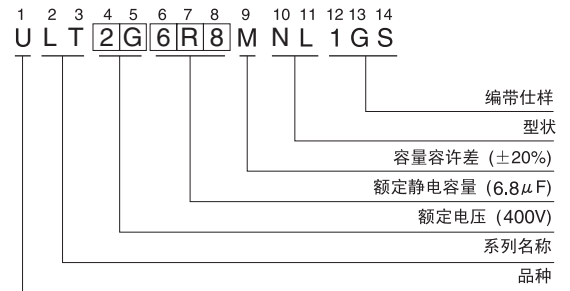 1 2 3 4 5 6 7 8 9 10 11 12 13 14
U L T 2 G 6 R 8 M N L 1 G S
编带仕样
型状
容量容许差 (±20%)
额定静电容量 (6.8μF)
额定电压 (400V)
系列名称
品种